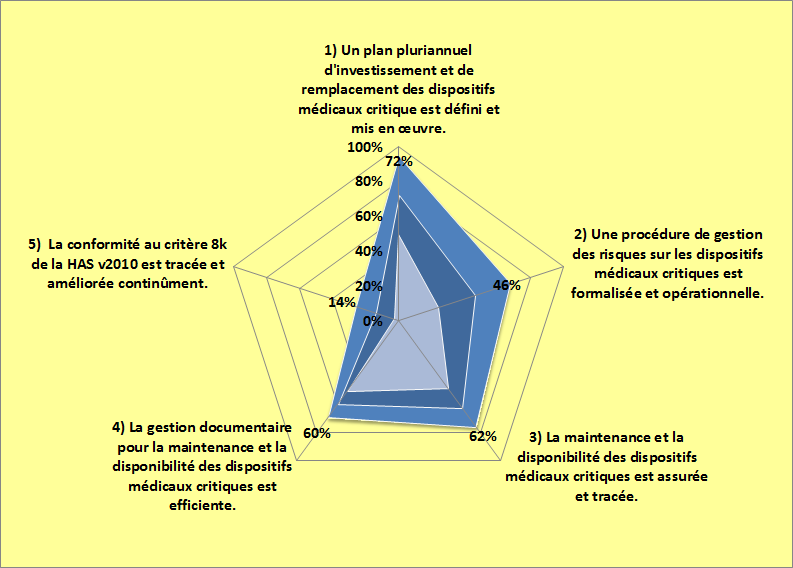 1) Un plan pluriannuel
d'investissement et de
remplacement des dispositifs
médicaux critique est défini et
mis en œuvre.
100%
72%
80%
60%
40%
20%
0%
2) Une procédure de gestion
des risques sur les dispositifs
médicaux critiques est
formalisée et opérationnelle.
46%
5) La conformité au critère 8k
de la HAS v2010 est tracée et
améliorée continûment.
14%
4) La gestion documentaire
pour la maintenance et la
disponibilité des dispositifs
médicaux critiques est
efficiente.
60%
62%
3) La maintenance et la
disponibilité des dispositifs
médicaux critiques est assurée
et tracée.